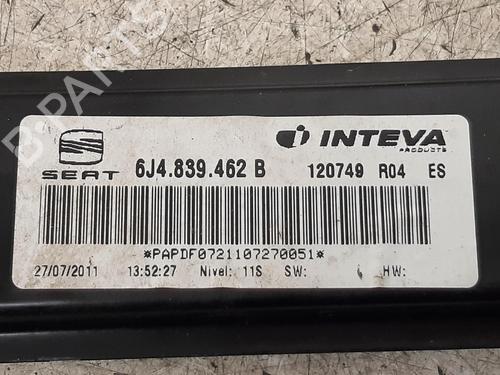 B-PARTS
SEAT
6J4.839.462 B
INTEVA
PRODUCTS
120749 R04 ES
*PAPDF0721107270051*
27/07/2011 13:52:27 Nivel: 11S SW: HW: